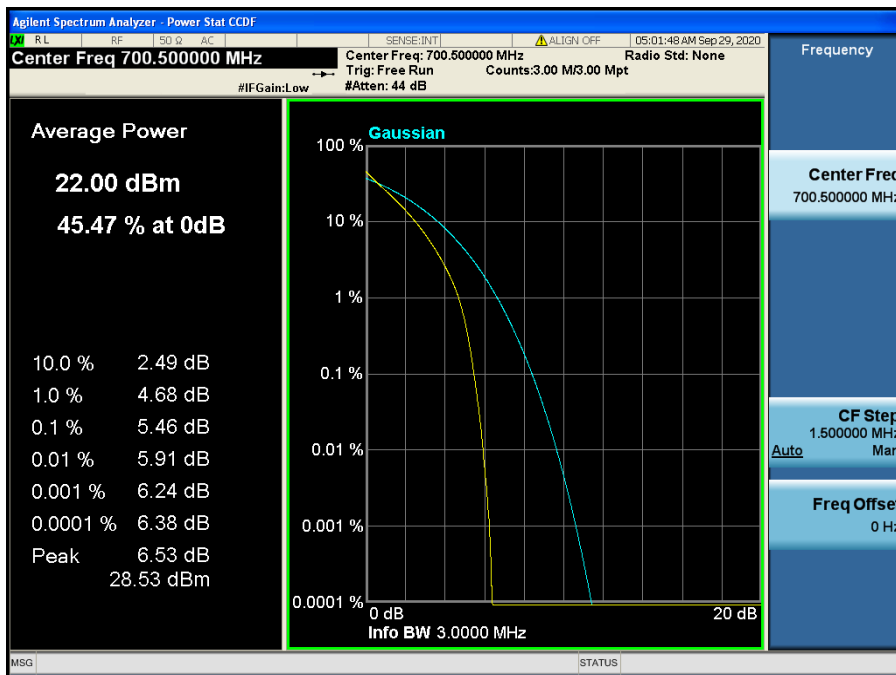 Agilent Spectrum Analyzer - Power Stat CCDF
LXI RL RF 50 Ω AC SENSE:INT ALIGN OFF 05:01:48 AM Sep 29, 2020
Center Freq 700.500000 MHz
Center Freq: 700.500000 MHz Radio Std: None
Trig: Free Run Counts:3.00 M/3.00 Mpt
#IFGain:Low #Atten: 44 dB
Frequency
Average Power
22.00 dBm
45.47 % at 0dB
10.0 % 2.49 dB
1.0 % 4.68 dB
0.1 % 5.46 dB
0.01 % 5.91 dB
0.001 % 6.24 dB
0.0001 % 6.38 dB
Peak 6.53 dB
28.53 dBm
Gaussian
100 %
10 %
1 %
0.1 %
0.01 %
0.001 %
0.0001 %
0 dB 20 dB
Info BW 3.0000 MHz
Center Freq
700.500000 MHz
CF Step
1.500000 MHz
Auto Man
Freq Offset
0 Hz
MSG STATUS